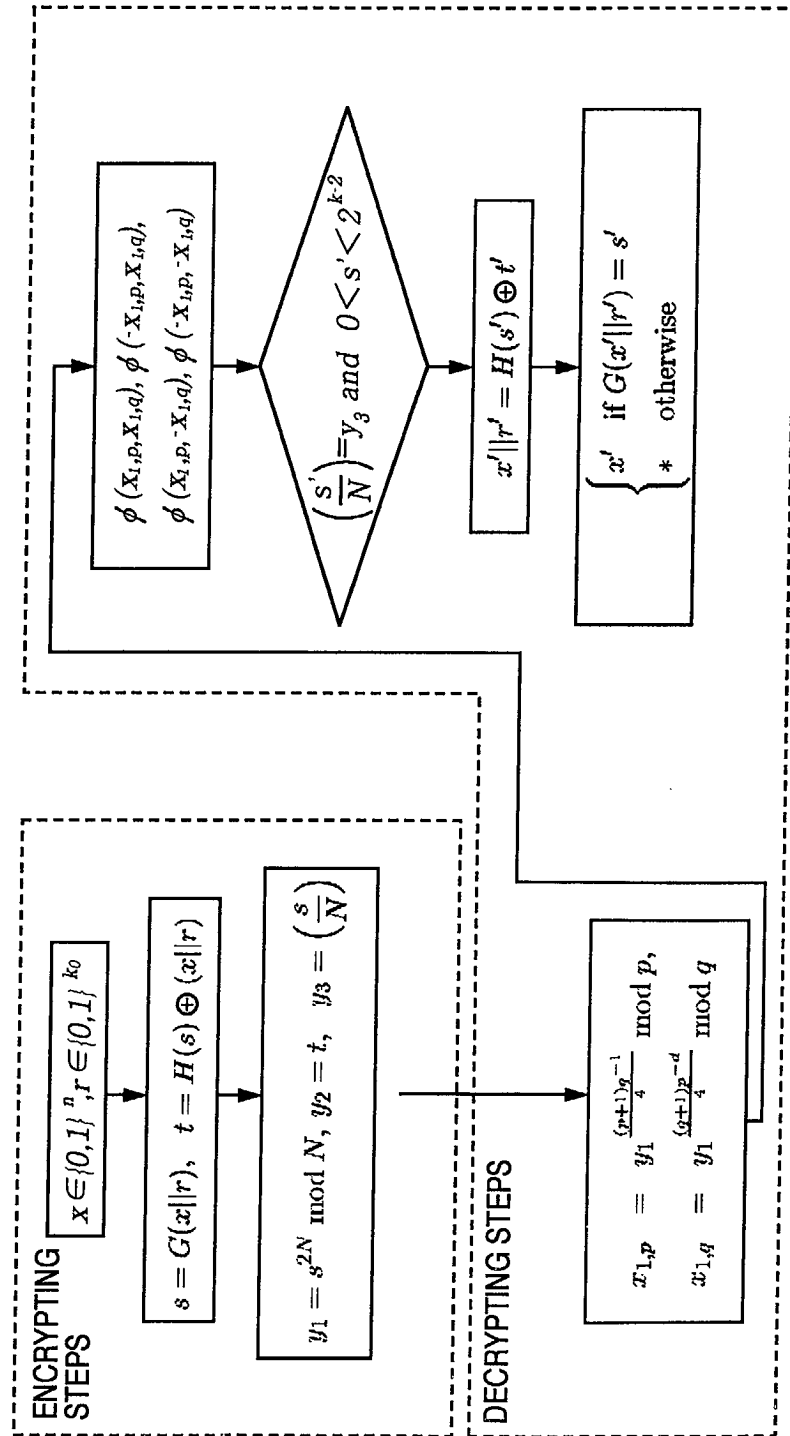 ENCRYPTING
STEPS
x ∈ {0,1}^n, r ∈ {0,1}^{k_0}
s = G(x||r), t = H(s) ⊕ (x||r)
y_1 = s^{2N} mod N, y_2 = t, y_3 = (s/N)
DECRYPTING STEPS
x_{1,p} = y_1^{\frac{(p+1)q^{-1}}{4}} mod p,
x_{1,q} = y_1^{\frac{(q+1)p^{-d}}{4}} mod q
ϕ (x_{1,p}, x_{1,q}), ϕ (-x_{1,p}, x_{1,q}),
ϕ (x_{1,p}, -x_{1,q}), ϕ (-x_{1,p}, -x_{1,q})
(s'/N) = y_3 and 0 < s' < 2^{k-2}
x'||r' = H(s') ⊕ t'
{ x' if G(x'||r') = s'
* otherwise